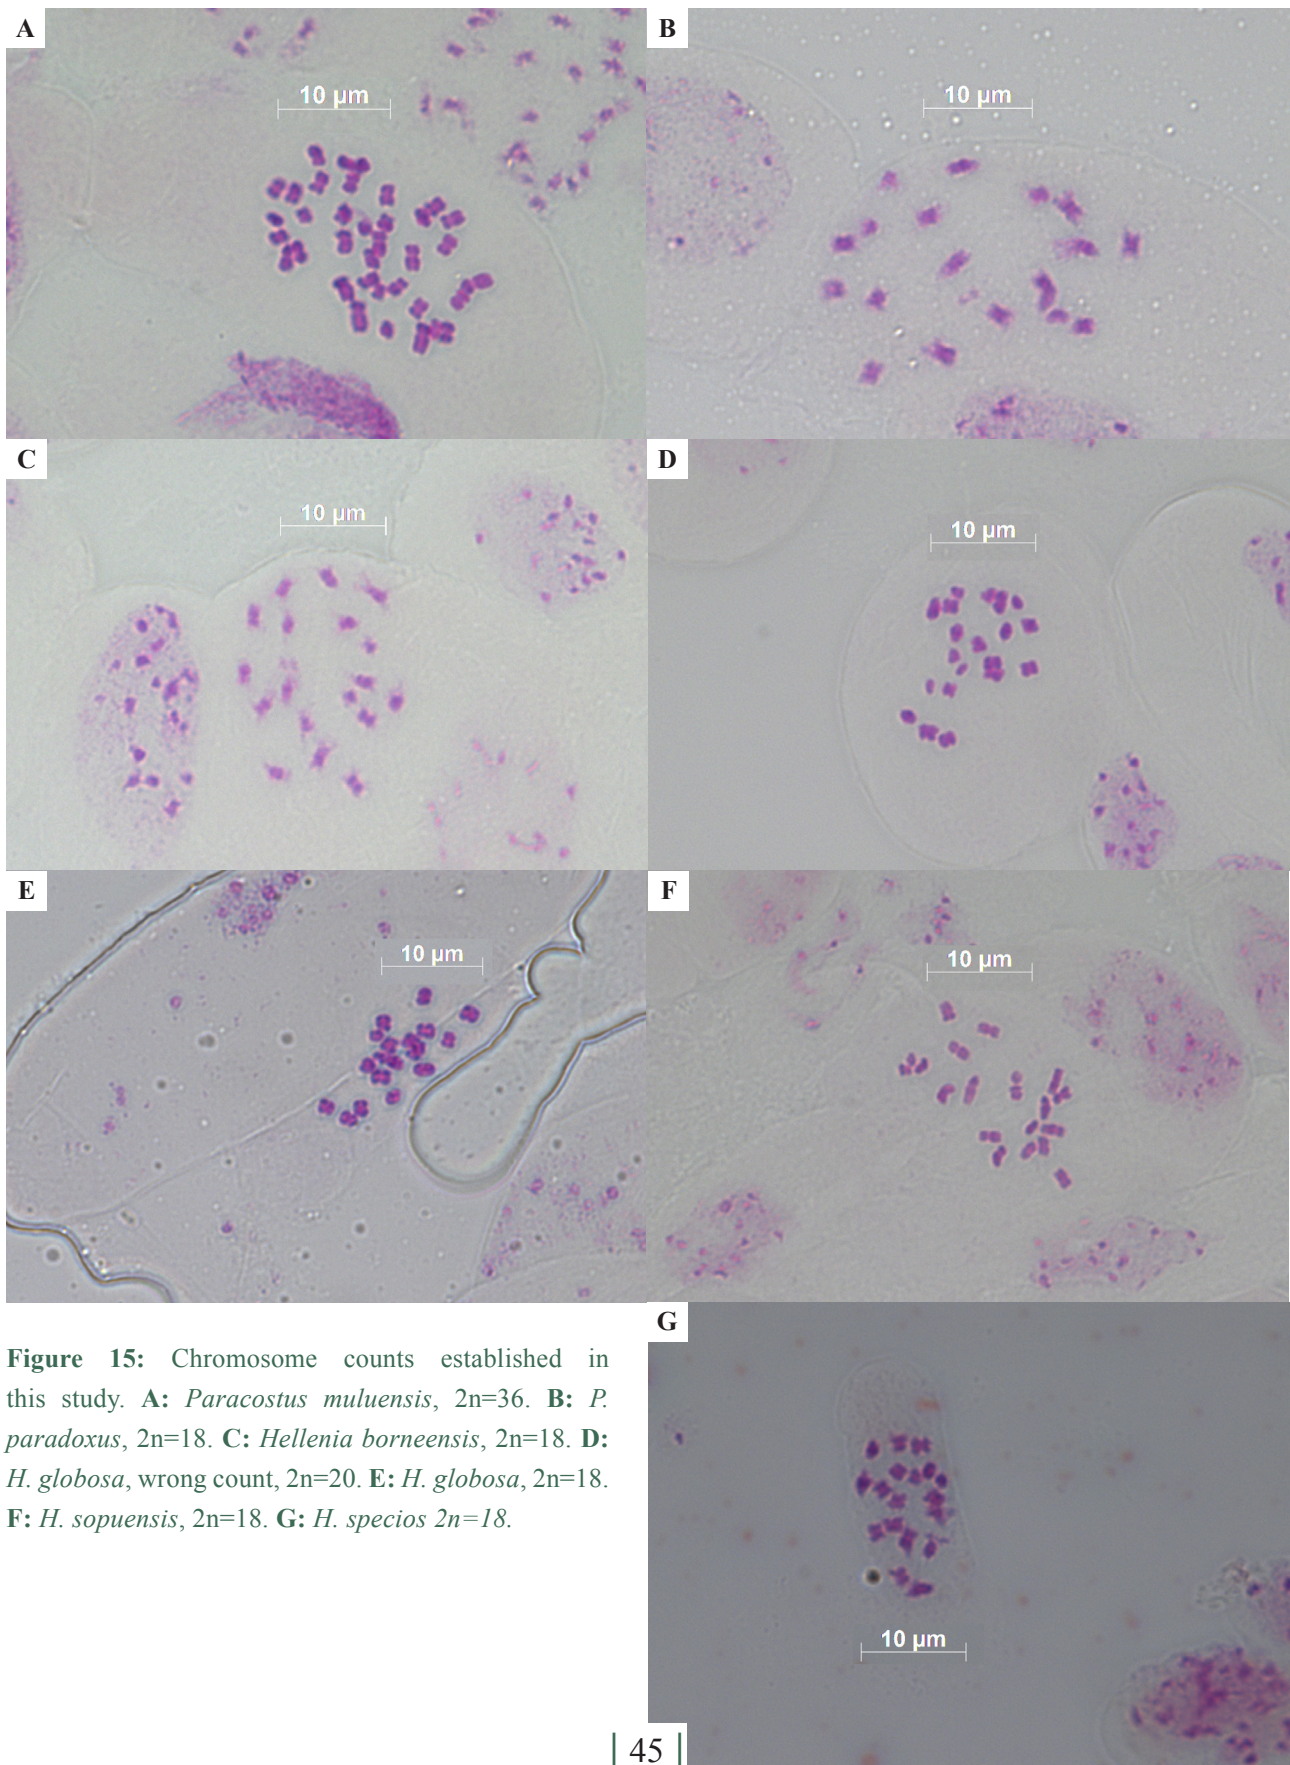 A
B
10 µm
10 µm
C
D
10 µm
10 µm
E
F
10 µm
10 µm
G
Figure 15: Chromosome counts established in
this study. A: Paracostus muluensis, 2n=36. B: P.
paradoxus, 2n=18. C: Hellenia borneensis, 2n=18. D:
H. globosa, wrong count, 2n=20. E: H. globosa, 2n=18.
F: H. sopuensis, 2n=18. G: H. specios 2n=18.
10 µm
| 45 |